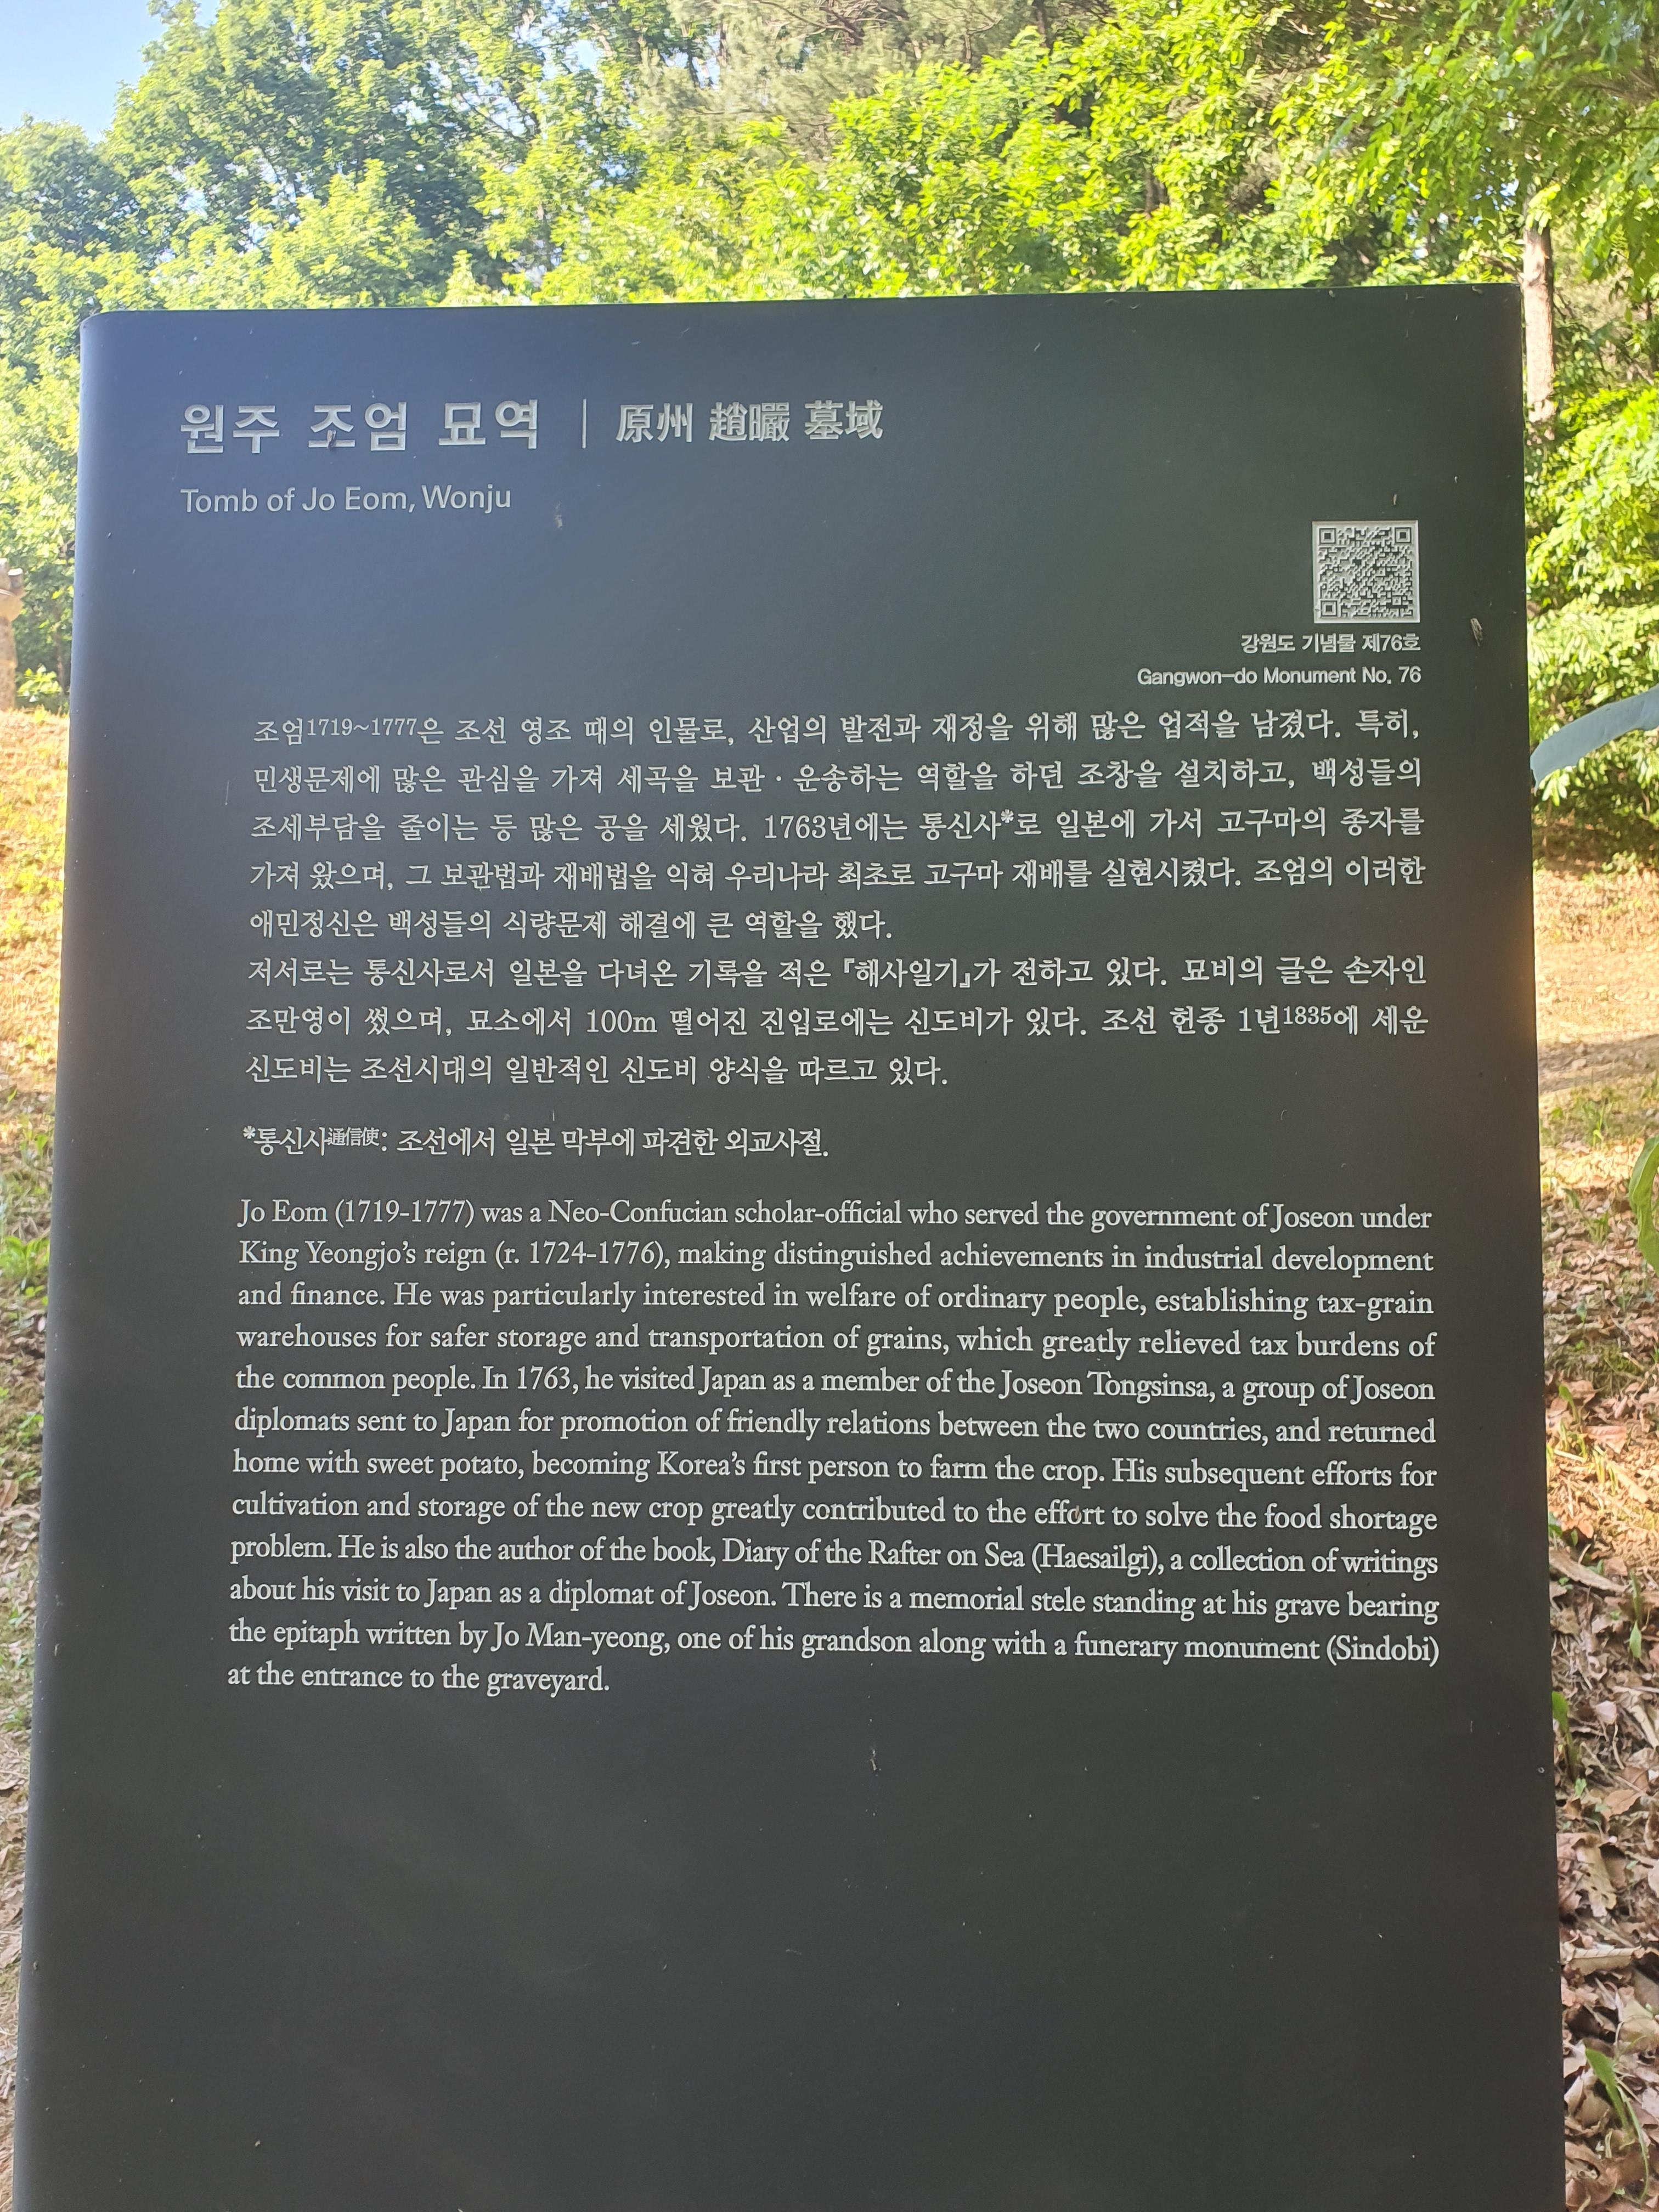 원주 조엄 묘역 | 原州 趙曮 墓域
Tomb of Jo Eom, Wonju
강원도 기념물 제76호
Gangwon-do Monument No. 76
조엄1719~1777은 조선 영조 때의 인물로, 산업의 발전과 재정을 위해 많은 업적을 남겼다. 특히,
민생문제에 많은 관심을 가져 세곡을 보관 · 운송하는 역할을 하던 조창을 설치하고, 백성들의
조세부담을 줄이는 등 많은 공을 세웠다. 1763년에는 통신사*로 일본에 가서 고구마의 종자를
가져 왔으며, 그 보관법과 재배법을 익혀 우리나라 최초로 고구마 재배를 실현시켰다. 조엄의 이러한
애민정신은 백성들의 식량문제 해결에 큰 역할을 했다.
저서로는 통신사로서 일본을 다녀온 기록을 적은 『해사일기』가 전하고 있다. 묘비의 글은 손자인
조만영이 썼으며, 묘소에서 100m 떨어진 진입로에는 신도비가 있다. 조선 헌종 1년1835에 세운
신도비는 조선시대의 일반적인 신도비 양식을 따르고 있다.
*통신사通信使: 조선에서 일본 막부에 파견한 외교사절.
Jo Eom (1719-1777) was a Neo-Confucian scholar-official who served the government of Joseon under
King Yeongjo's reign (r. 1724-1776), making distinguished achievements in industrial development
and finance. He was particularly interested in welfare of ordinary people, establishing tax-grain
warehouses for safer storage and transportation of grains, which greatly relieved tax burdens of
the common people. In 1763, he visited Japan as a member of the Joseon Tongsinsa, a group of Joseon
diplomats sent to Japan for promotion of friendly relations between the two countries, and returned
home with sweet potato, becoming Korea's first person to farm the crop. His subsequent efforts for
cultivation and storage of the new crop greatly contributed to the effort to solve the food shortage
problem. He is also the author of the book, Diary of the Rafter on Sea (Haesailgi), a collection of writings
about his visit to Japan as a diplomat of Joseon. There is a memorial stele standing at his grave bearing
the epitaph written by Jo Man-yeong, one of his grandson along with a funerary monument (Sindobi)
at the entrance to the graveyard.